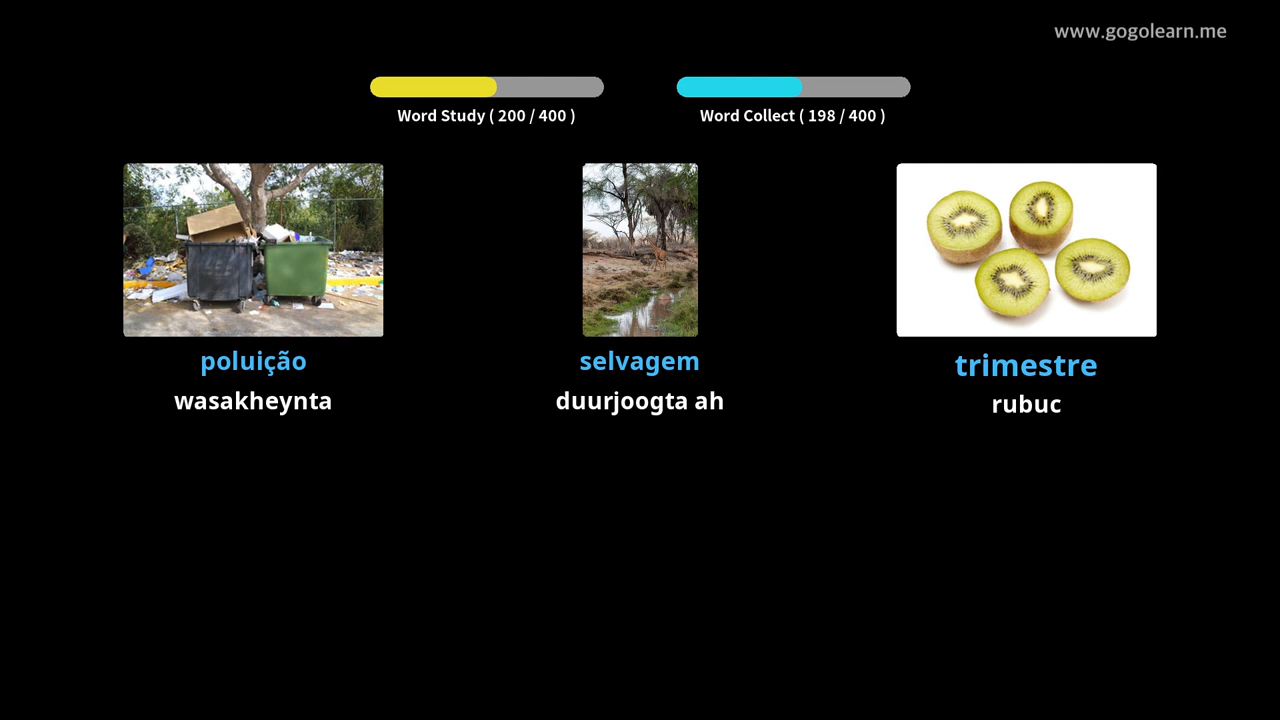 www.gogolearn.me
Word Study ( 200 / 400 )
Word Collect ( 198 / 400 )
poluição
wasakheynta
selvagem
duurjoogta ah
trimestre
rubuc